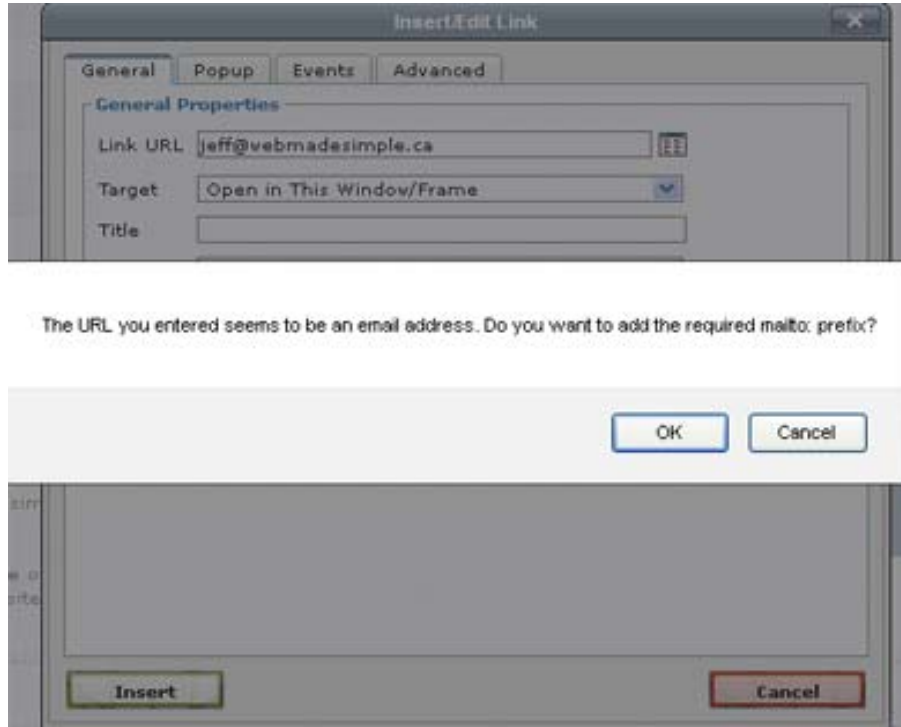 Insert/Edit Link
General Popup Events Advanced
General Properties
Link URL jeff@webmadesimple.ca
Target Open in This Window/Frame
Title
The URL you entered seems to be an email address. Do you want to add the required mailto: prefix?
OK Cancel
sim
site
Insert Cancel